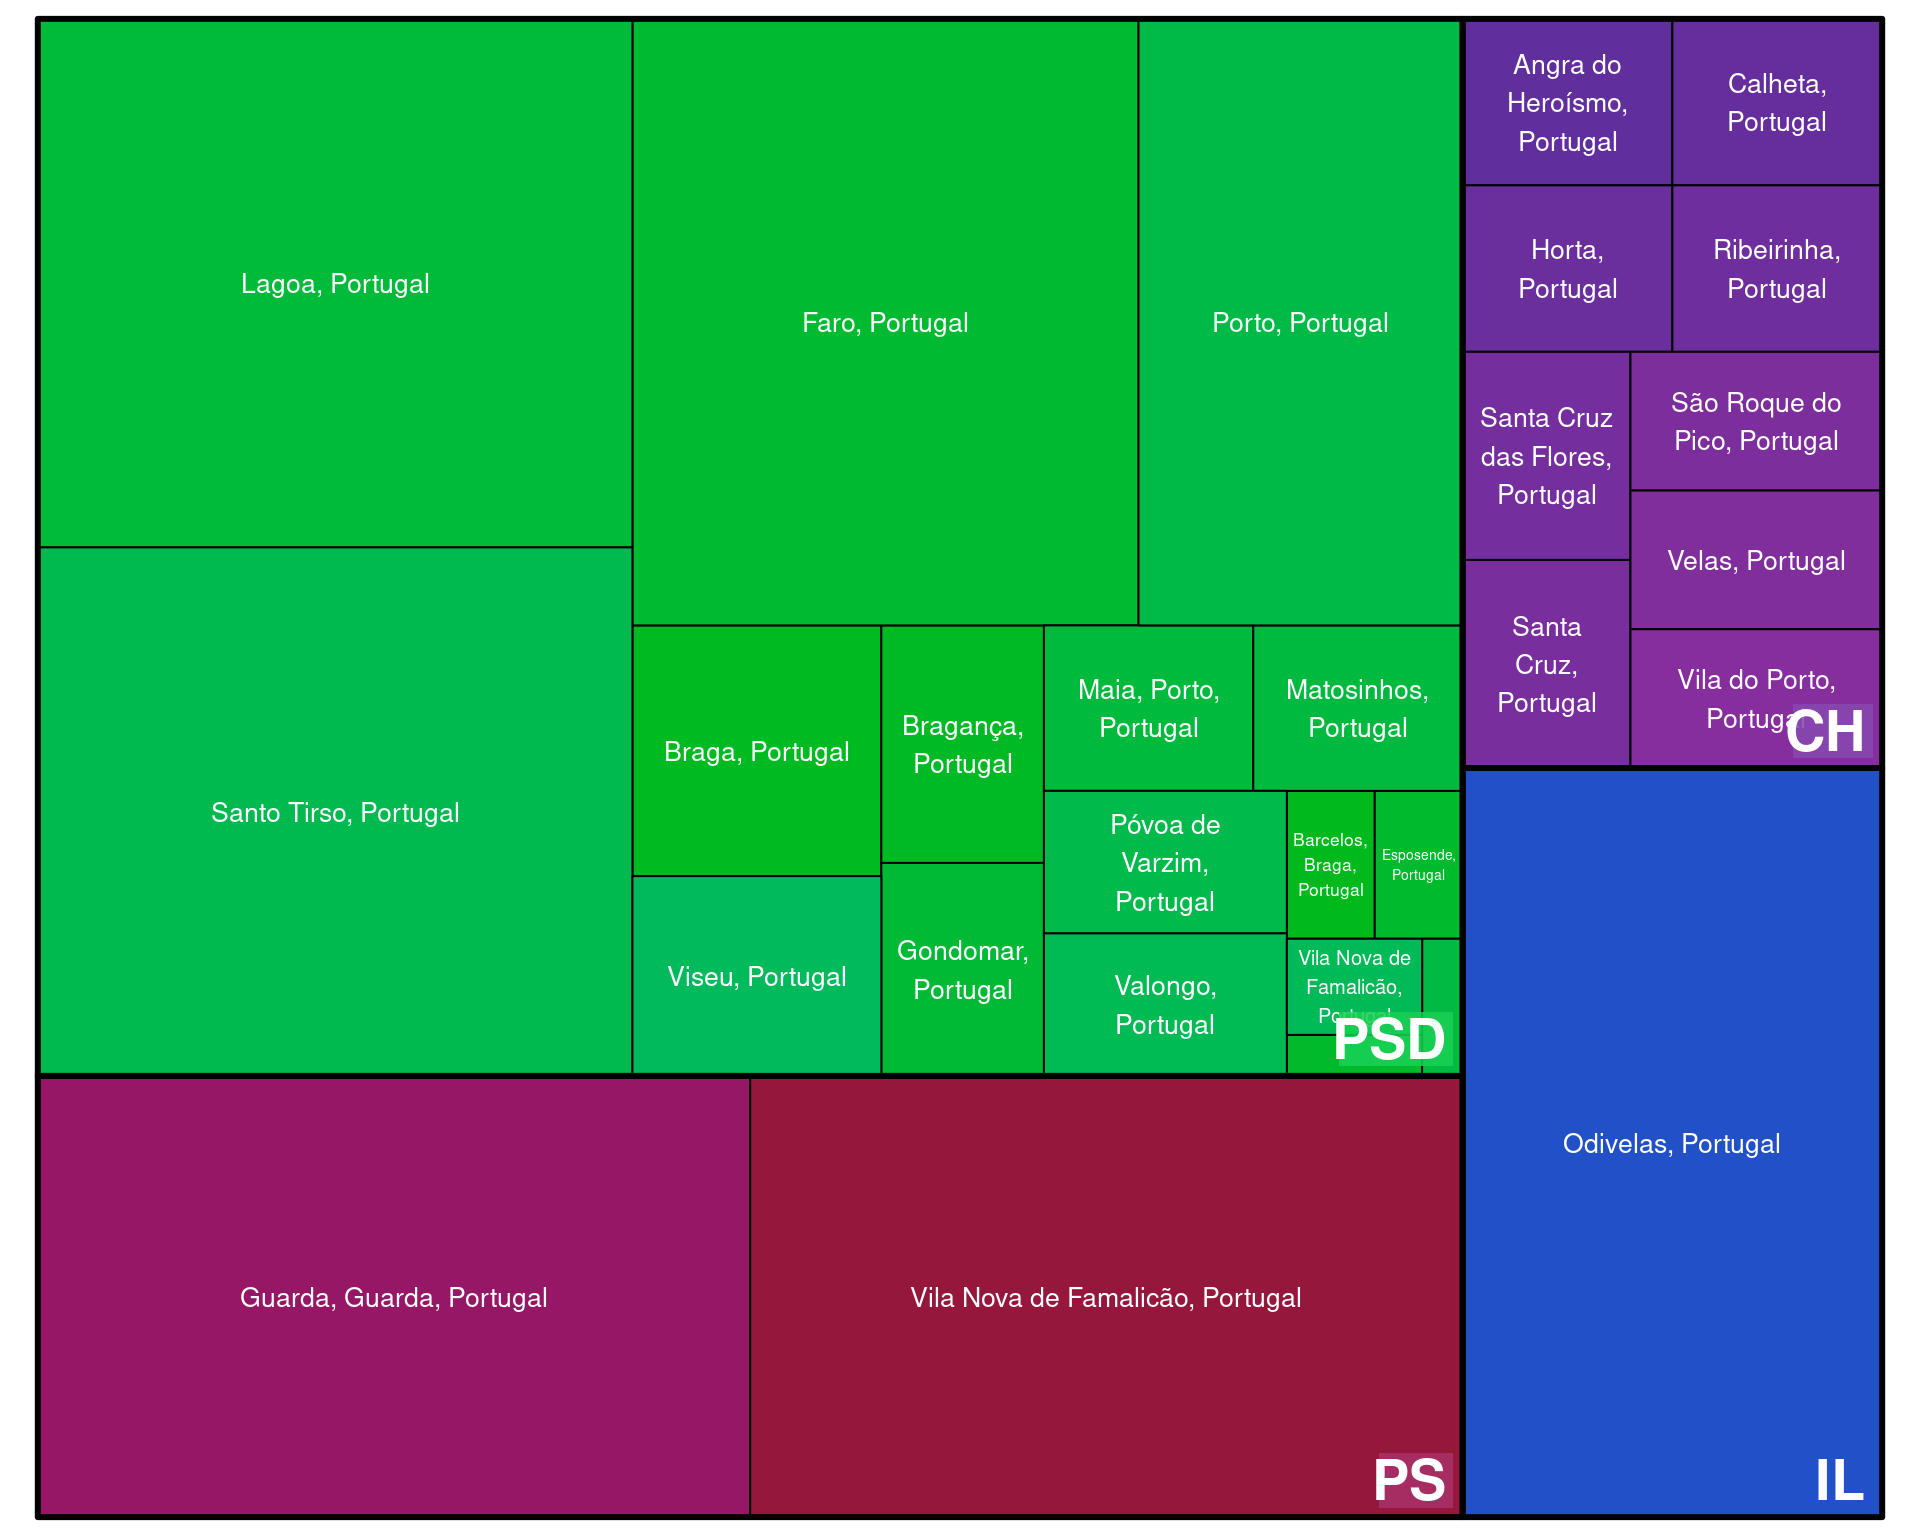 Lagoa, Portugal
Faro, Portugal
Porto, Portugal
Santo Tirso, Portugal
Braga, Portugal
Bragança,
Portugal
Maia, Porto,
Portugal
Matosinhos,
Portugal
Viseu, Portugal
Gondomar,
Portugal
Póvoa de
Varzim,
Portugal
Valongo,
Portugal
Barcelos,
Braga,
Portugal
Esposende,
Portugal
Vila Nova de
Famalicão,
Portugal
PSD
Guarda, Guarda, Portugal
Vila Nova de Famalicão, Portugal
PS
Angra do
Heroísmo,
Portugal
Calheta,
Portugal
Horta,
Portugal
Ribeirinha,
Portugal
Santa Cruz
das Flores,
Portugal
São Roque do
Pico, Portugal
Velas, Portugal
Santa
Cruz,
Portugal
Vila do Porto,
Portugal
CH
Odivelas, Portugal
IL